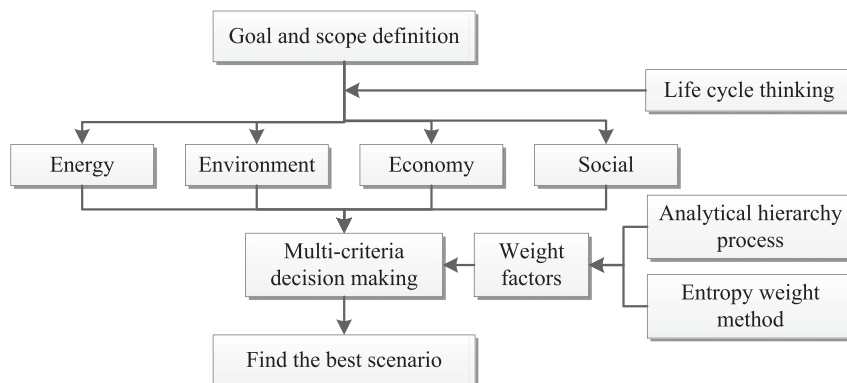 Goal and scope definition
Life cycle thinking
Energy
Environment
Economy
Social
Analytical hierarchy
process
Multi-criteria
decision making
Weight
factors
Entropy weight
method
Find the best scenario